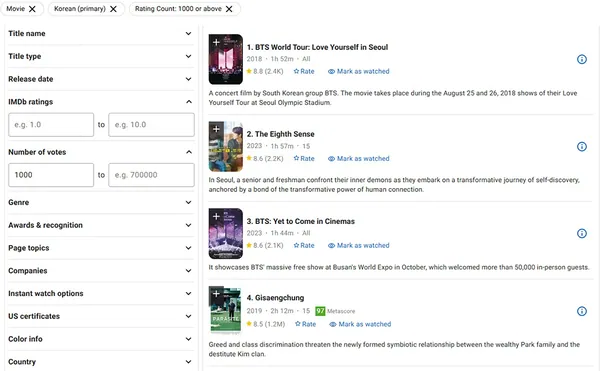 Movie
Korean (primary)
Rating Count: 1000 or above
Title name
Title type
Release date
IMDb ratings
e.g. 1.0 to e.g. 10.0
Number of votes
1000 to e.g. 700000
Genre
Awards & recognition
Page topics
Companies
Instant watch options
US certificates
Color info
Country
1. BTS World Tour: Love Yourself in Seoul
2018 · 1h 52m · All
8.8 (2.4K) Rate Mark as watched
A concert film by South Korean group BTS. The movie takes place during the August 25 and 26, 2018 shows of their Love
Yourself Tour at Seoul Olympic Stadium.
2. The Eighth Sense
2023 · 1h 57m · 15
8.6 (2.2K) Rate Mark as watched
In Seoul, a senior and freshman confront their inner demons as they embark on a transformative journey of self-discovery,
anchored by a bond of the transformative power of human connection.
3. BTS: Yet to Come in Cinemas
2023 · 1h 44m · All
8.6 (2.1K) Rate Mark as watched
It showcases BTS' massive free show at Busan's World Expo in October, which welcomed more than 50,000 in-person guests.
PARASITE
4. Gisaengchung
2019 · 2h 12m · 15 97 Metascore
8.5 (1.2M) Rate Mark as watched
Greed and class discrimination threaten the newly formed symbiotic relationship between the wealthy Park family and the
destitute Kim clan.